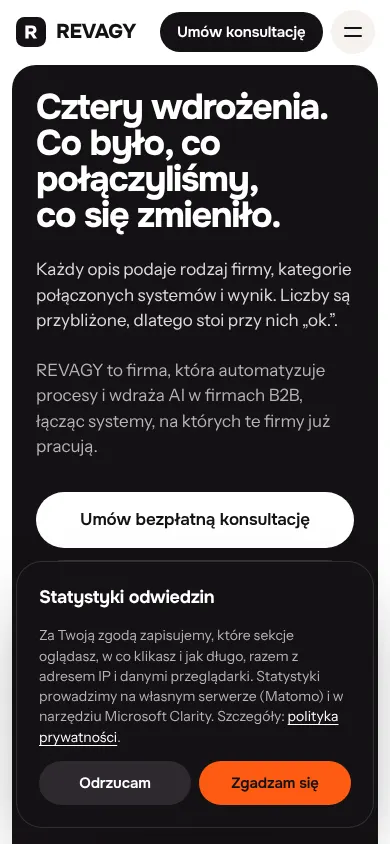 R REVAGY
Umów konsultację
Cztery wdrożenia.
Co było, co
połączyliśmy,
co się zmieniło.
Każdy opis podaje rodzaj firmy, kategorie
połączonych systemów i wynik. Liczby są
przybliżone, dlatego stoi przy nich „ok.”.
REVAGY to firma, która automatyzuje
procesy i wdraża AI w firmach B2B,
łącząc systemy, na których te firmy już
pracują.
Umów bezpłatną konsultację
Statystyki odwiedzin
Za Twoją zgodą zapisujemy, które sekcje
oglądasz, w co klikasz i jak długo, razem z
adresem IP i danymi przeglądarki. Statystyki
prowadzimy na własnym serwerze (Matomo) i w
narzędziu Microsoft Clarity. Szczegóły: polityka
prywatności.
Odrzucam
Zgadzam się